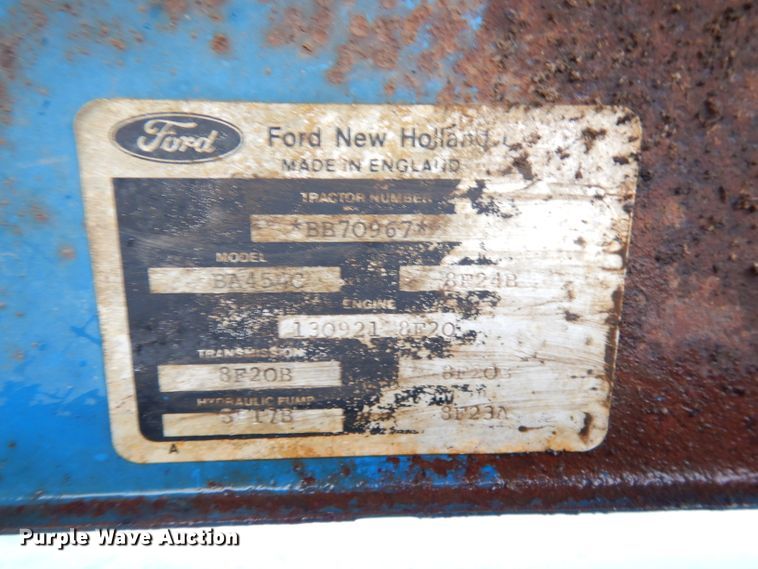 Ford Ford New Holland
MADE IN ENGLAND
TRACTOR NUMBER
*BB70967*
MODEL
8F24B
ENGINE
130921 8F20
TRANSMISSION
8F20B 8F20B
HYDRAULIC PUMP
8F23A
A
Purple Wave Auction